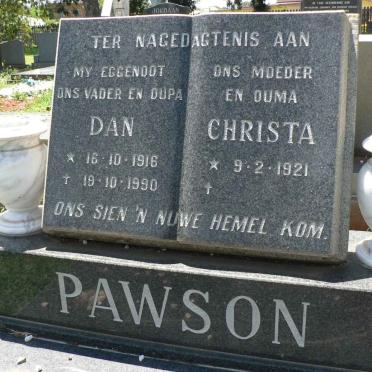 TER NAGEDAGTENIS AAN
MY EGGENOOT
ONS VADER EN OUPA
DAN
* 16·10·1916
† 19·10·1990
ONS MOEDER
EN OUMA
CHRISTA
* 9·2·1921
†
ONS SIEN 'N NUWE HEMEL KOM.
PAWSON